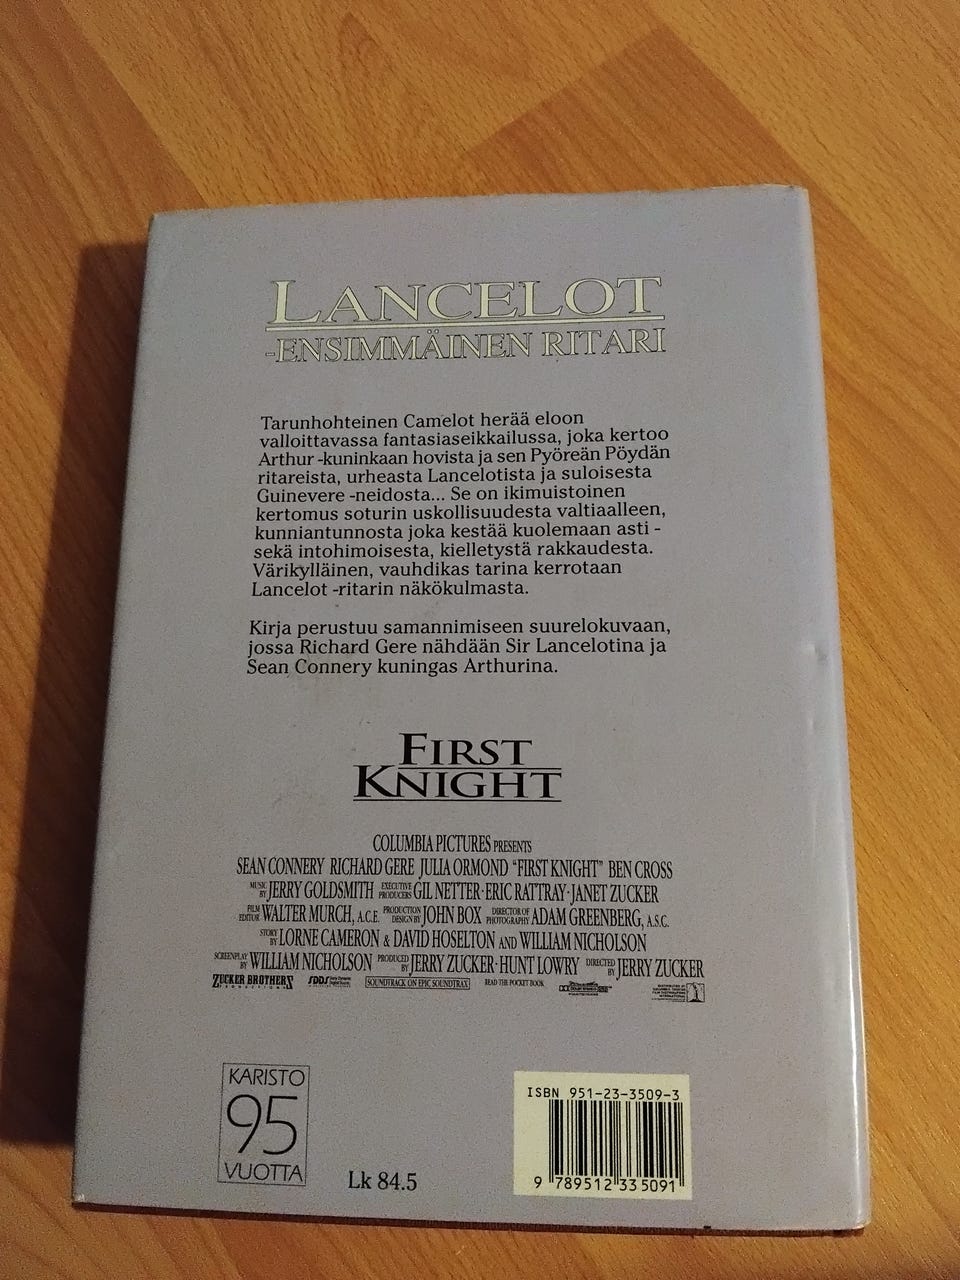 LANCELOT
-ENSIMMÄINEN RITARI
Tarunhohteinen Camelot herää eloon
valloittavassa fantasiaseikkailussa, joka kertoo
Arthur -kuninkaan hovista ja sen Pyöreän Pöydän
ritareista, urheasta Lancelotista ja suloisesta
Guinevere -neidosta... Se on ikimuistoinen
kertomus soturin uskollisuudesta valtiaalleen,
kunniantunnosta joka kestää kuolemaan asti -
sekä intohimoisesta, kielletystä rakkaudesta.
Värikylläinen, vauhdikas tarina kerrotaan
Lancelot -ritarin näkökulmasta.
Kirja perustuu samannimiseen suurelokuvaan,
jossa Richard Gere nähdään Sir Lancelotina ja
Sean Connery kuningas Arthurina.
FIRST
KNIGHT
COLUMBIA PICTURES PRESENTS
SEAN CONNERY RICHARD GERE JULIA ORMOND "FIRST KNIGHT" BEN CROSS
MUSIC BY JERRY GOLDSMITH EXECUTIVE PRODUCERS GIL NETTER · ERIC RATTRAY · JANET ZUCKER
FILM EDITOR WALTER MURCH, A.C.E. PRODUCTION DESIGN BY JOHN BOX DIRECTOR OF PHOTOGRAPHY ADAM GREENBERG, A.S.C.
STORY BY LORNE CAMERON & DAVID HOSELTON AND WILLIAM NICHOLSON
SCREENPLAY BY WILLIAM NICHOLSON PRODUCED BY JERRY ZUCKER · HUNT LOWRY DIRECTED BY JERRY ZUCKER
ZUCKER BROTHERS SDDS SOUNDTRACK ON EPIC SOUNDTRAX READ THE POCKET BOOK
KARISTO
95
VUOTTA
Lk 84.5
ISBN 951-23-3509-3
9 789512 335091